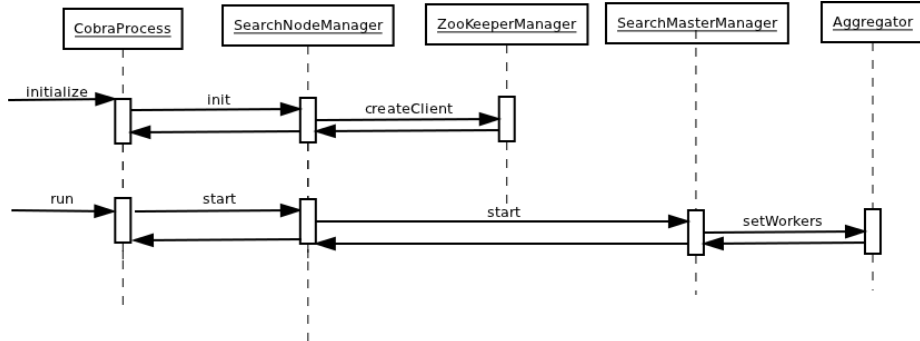 CobraProcess
SearchNodeManager
ZooKeeperManager
SearchMasterManager
Aggregator
initialize
init
createClient
run
start
start
setWorkers